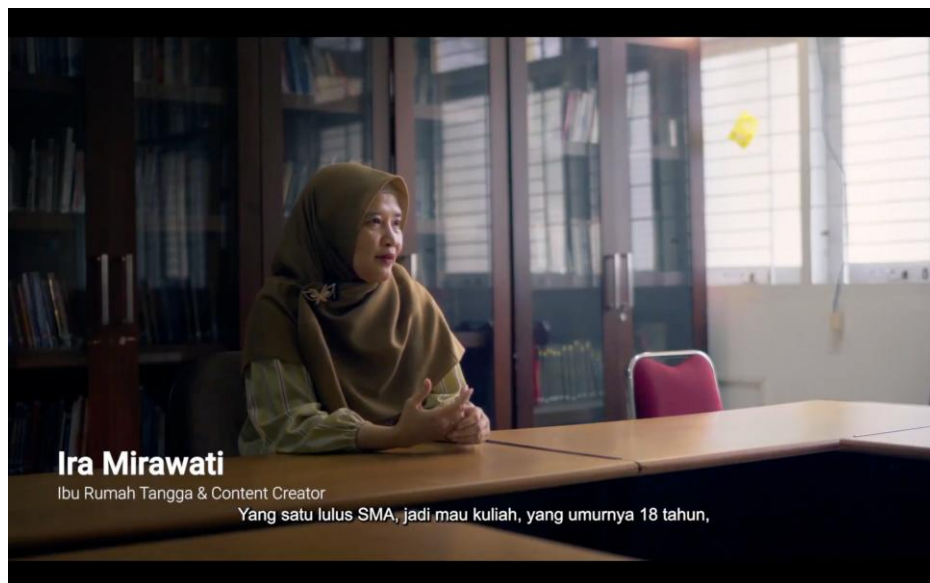 Ira Mirawati
Ibu Rumah Tangga & Content Creator
Yang satu lulus SMA, jadi mau kuliah, yang umurnya 18 tahun,